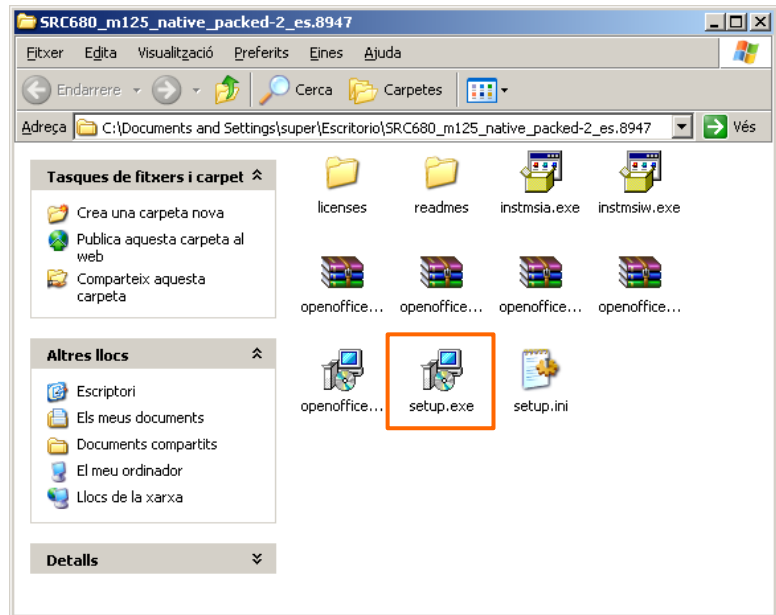 SRC680_m125_native_packed-2_es.8947
Fitxer Edita Visualització Preferits Eines Ajuda
Endarrere Cerca Carpetes
Adreça C:\Documents and Settings\super\Escritorio\SRC680_m125_native_packed-2_es.8947 Vés
Tasques de fitxers i carpet
Crea una carpeta nova
Publica aquesta carpeta al
web
Comparteix aquesta
carpeta
Altres llocs
Escriptori
Els meus documents
Documents compartits
El meu ordinador
Llocs de la xarxa
Detalls
licenses readmes instmsia.exe instmsiw.exe
openoffice... openoffice... openoffice... openoffice...
openoffice... setup.exe setup.ini